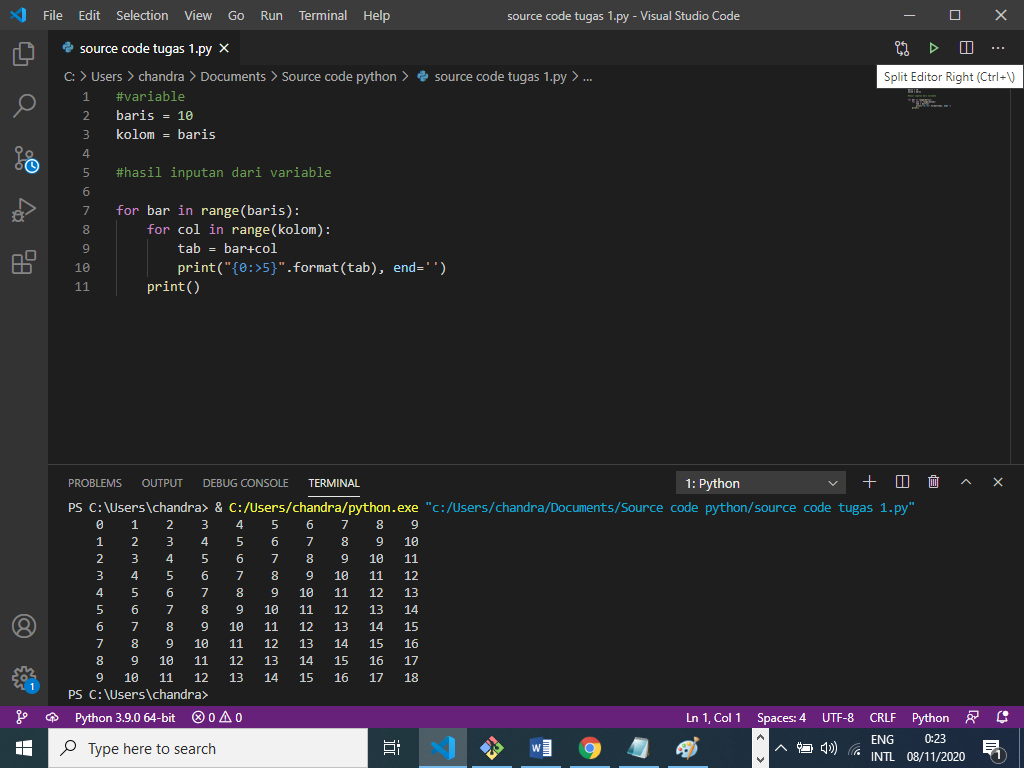 File Edit Selection View Go Run Terminal Help source code tugas 1.py - Visual Studio Code
source code tugas 1.py
Split Editor Right (Ctrl+\)
C: > Users > chandra > Documents > Source code python > source code tugas 1.py > ...
1 #variable
2 baris = 10
3 kolom = baris
4
5 #hasil inputan dari variable
6
7 for bar in range(baris):
8     for col in range(kolom):
9         tab = bar+col
10         print("{0:>5}".format(tab), end='')
11     print()
PROBLEMS OUTPUT DEBUG CONSOLE TERMINAL 1: Python
PS C:\Users\chandra> & C:/Users/chandra/python.exe "c:/Users/chandra/Documents/Source code python/source code tugas 1.py"
0 1 2 3 4 5 6 7 8 9
1 2 3 4 5 6 7 8 9 10
2 3 4 5 6 7 8 9 10 11
3 4 5 6 7 8 9 10 11 12
4 5 6 7 8 9 10 11 12 13
5 6 7 8 9 10 11 12 13 14
6 7 8 9 10 11 12 13 14 15
7 8 9 10 11 12 13 14 15 16
8 9 10 11 12 13 14 15 16 17
9 10 11 12 13 14 15 16 17 18
PS C:\Users\chandra>
1
Python 3.9.0 64-bit 0 0 Ln 1, Col 1 Spaces: 4 UTF-8 CRLF Python
Type here to search
ENG 0:23
INTL 08/11/2020 1